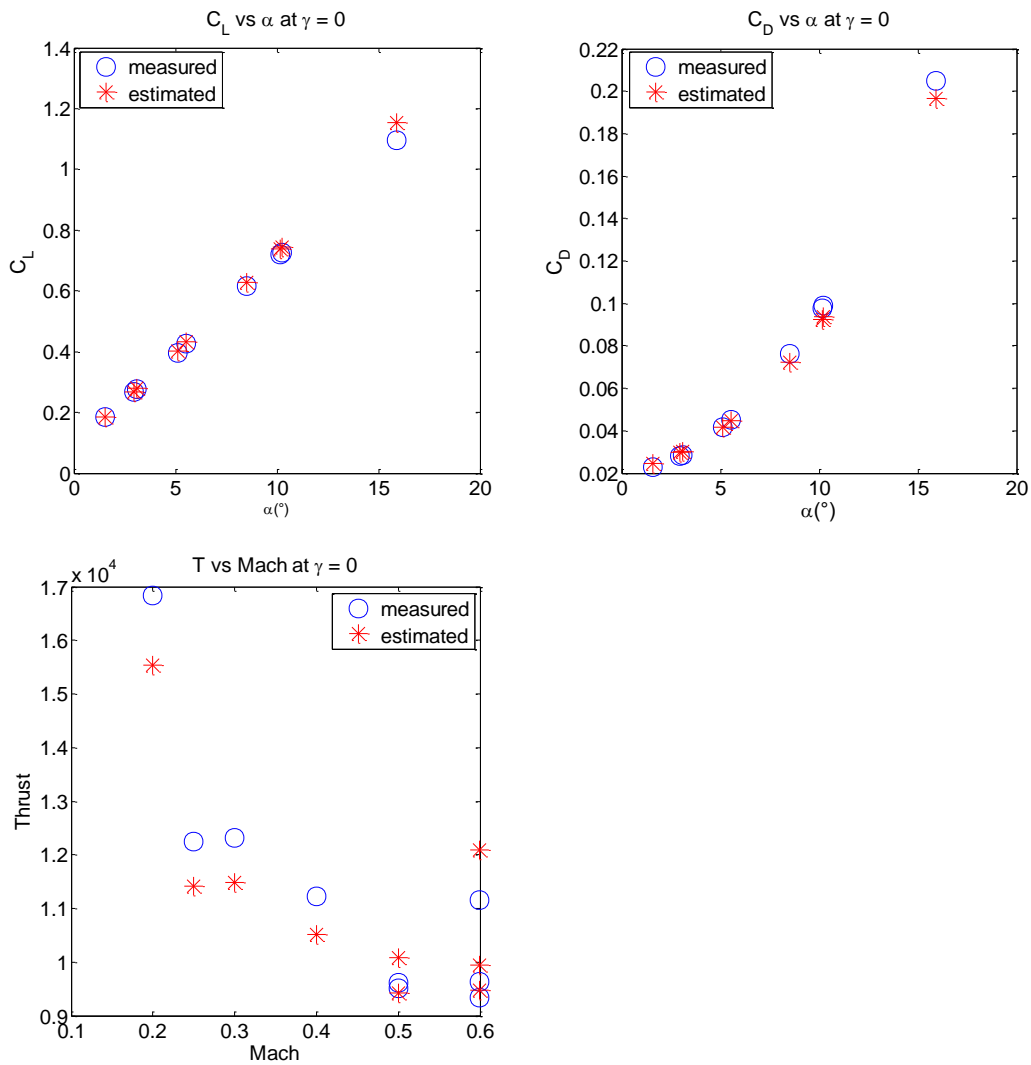 C_L vs α at γ = 0
1.4
1.2
1
0.8
0.6
0.4
0.2
0
C_L
measured
estimated
0 5 10 15 20
α(°)
C_D vs α at γ = 0
0.22
0.2
0.18
0.16
0.14
0.12
0.1
0.08
0.06
0.04
0.02
C_D
measured
estimated
0 5 10 15 20
α(°)
T vs Mach at γ = 0
x 10^4
1.7
1.6
1.5
1.4
1.3
1.2
1.1
1
0.9
Thrust
measured
estimated
0.1 0.2 0.3 0.4 0.5 0.6
Mach